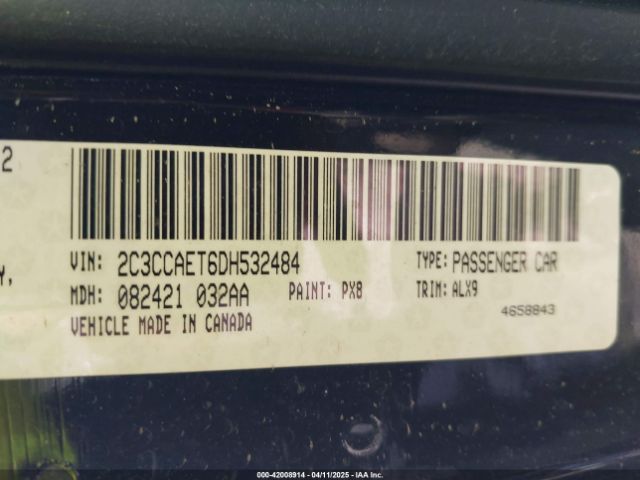 2
Y,
VIN: 2C3CCAET6DH532484 TYPE: PASSENGER CAR
MDH: 082421 032AA PAINT: PX8 TRIM: ALX9
VEHICLE MADE IN CANADA 4658843
000-42008914 - 04/11/2025 - IAA Inc.